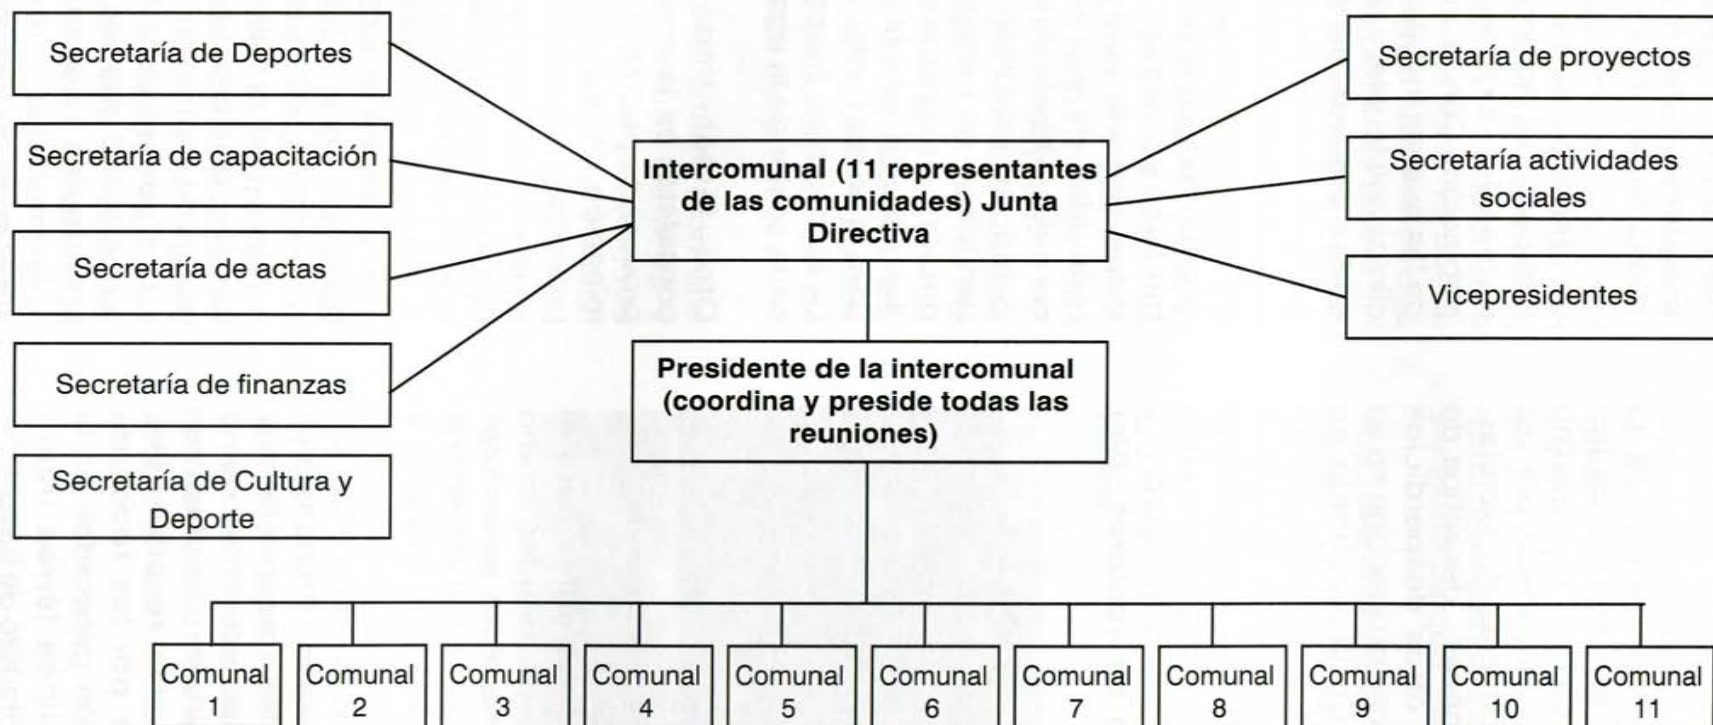 Secretaría de Deportes
Secretaría de capacitación
Secretaría de actas
Secretaría de finanzas
Secretaría de Cultura y
Deporte
Intercomunal (11 representantes
de las comunidades) Junta
Directiva
Presidente de la intercomunal
(coordina y preside todas las
reuniones)
Secretaría de proyectos
Secretaría actividades
sociales
Vicepresidentes
Comunal
1
Comunal
2
Comunal
3
Comunal
4
Comunal
5
Comunal
6
Comunal
7
Comunal
8
Comunal
9
Comunal
10
Comunal
11